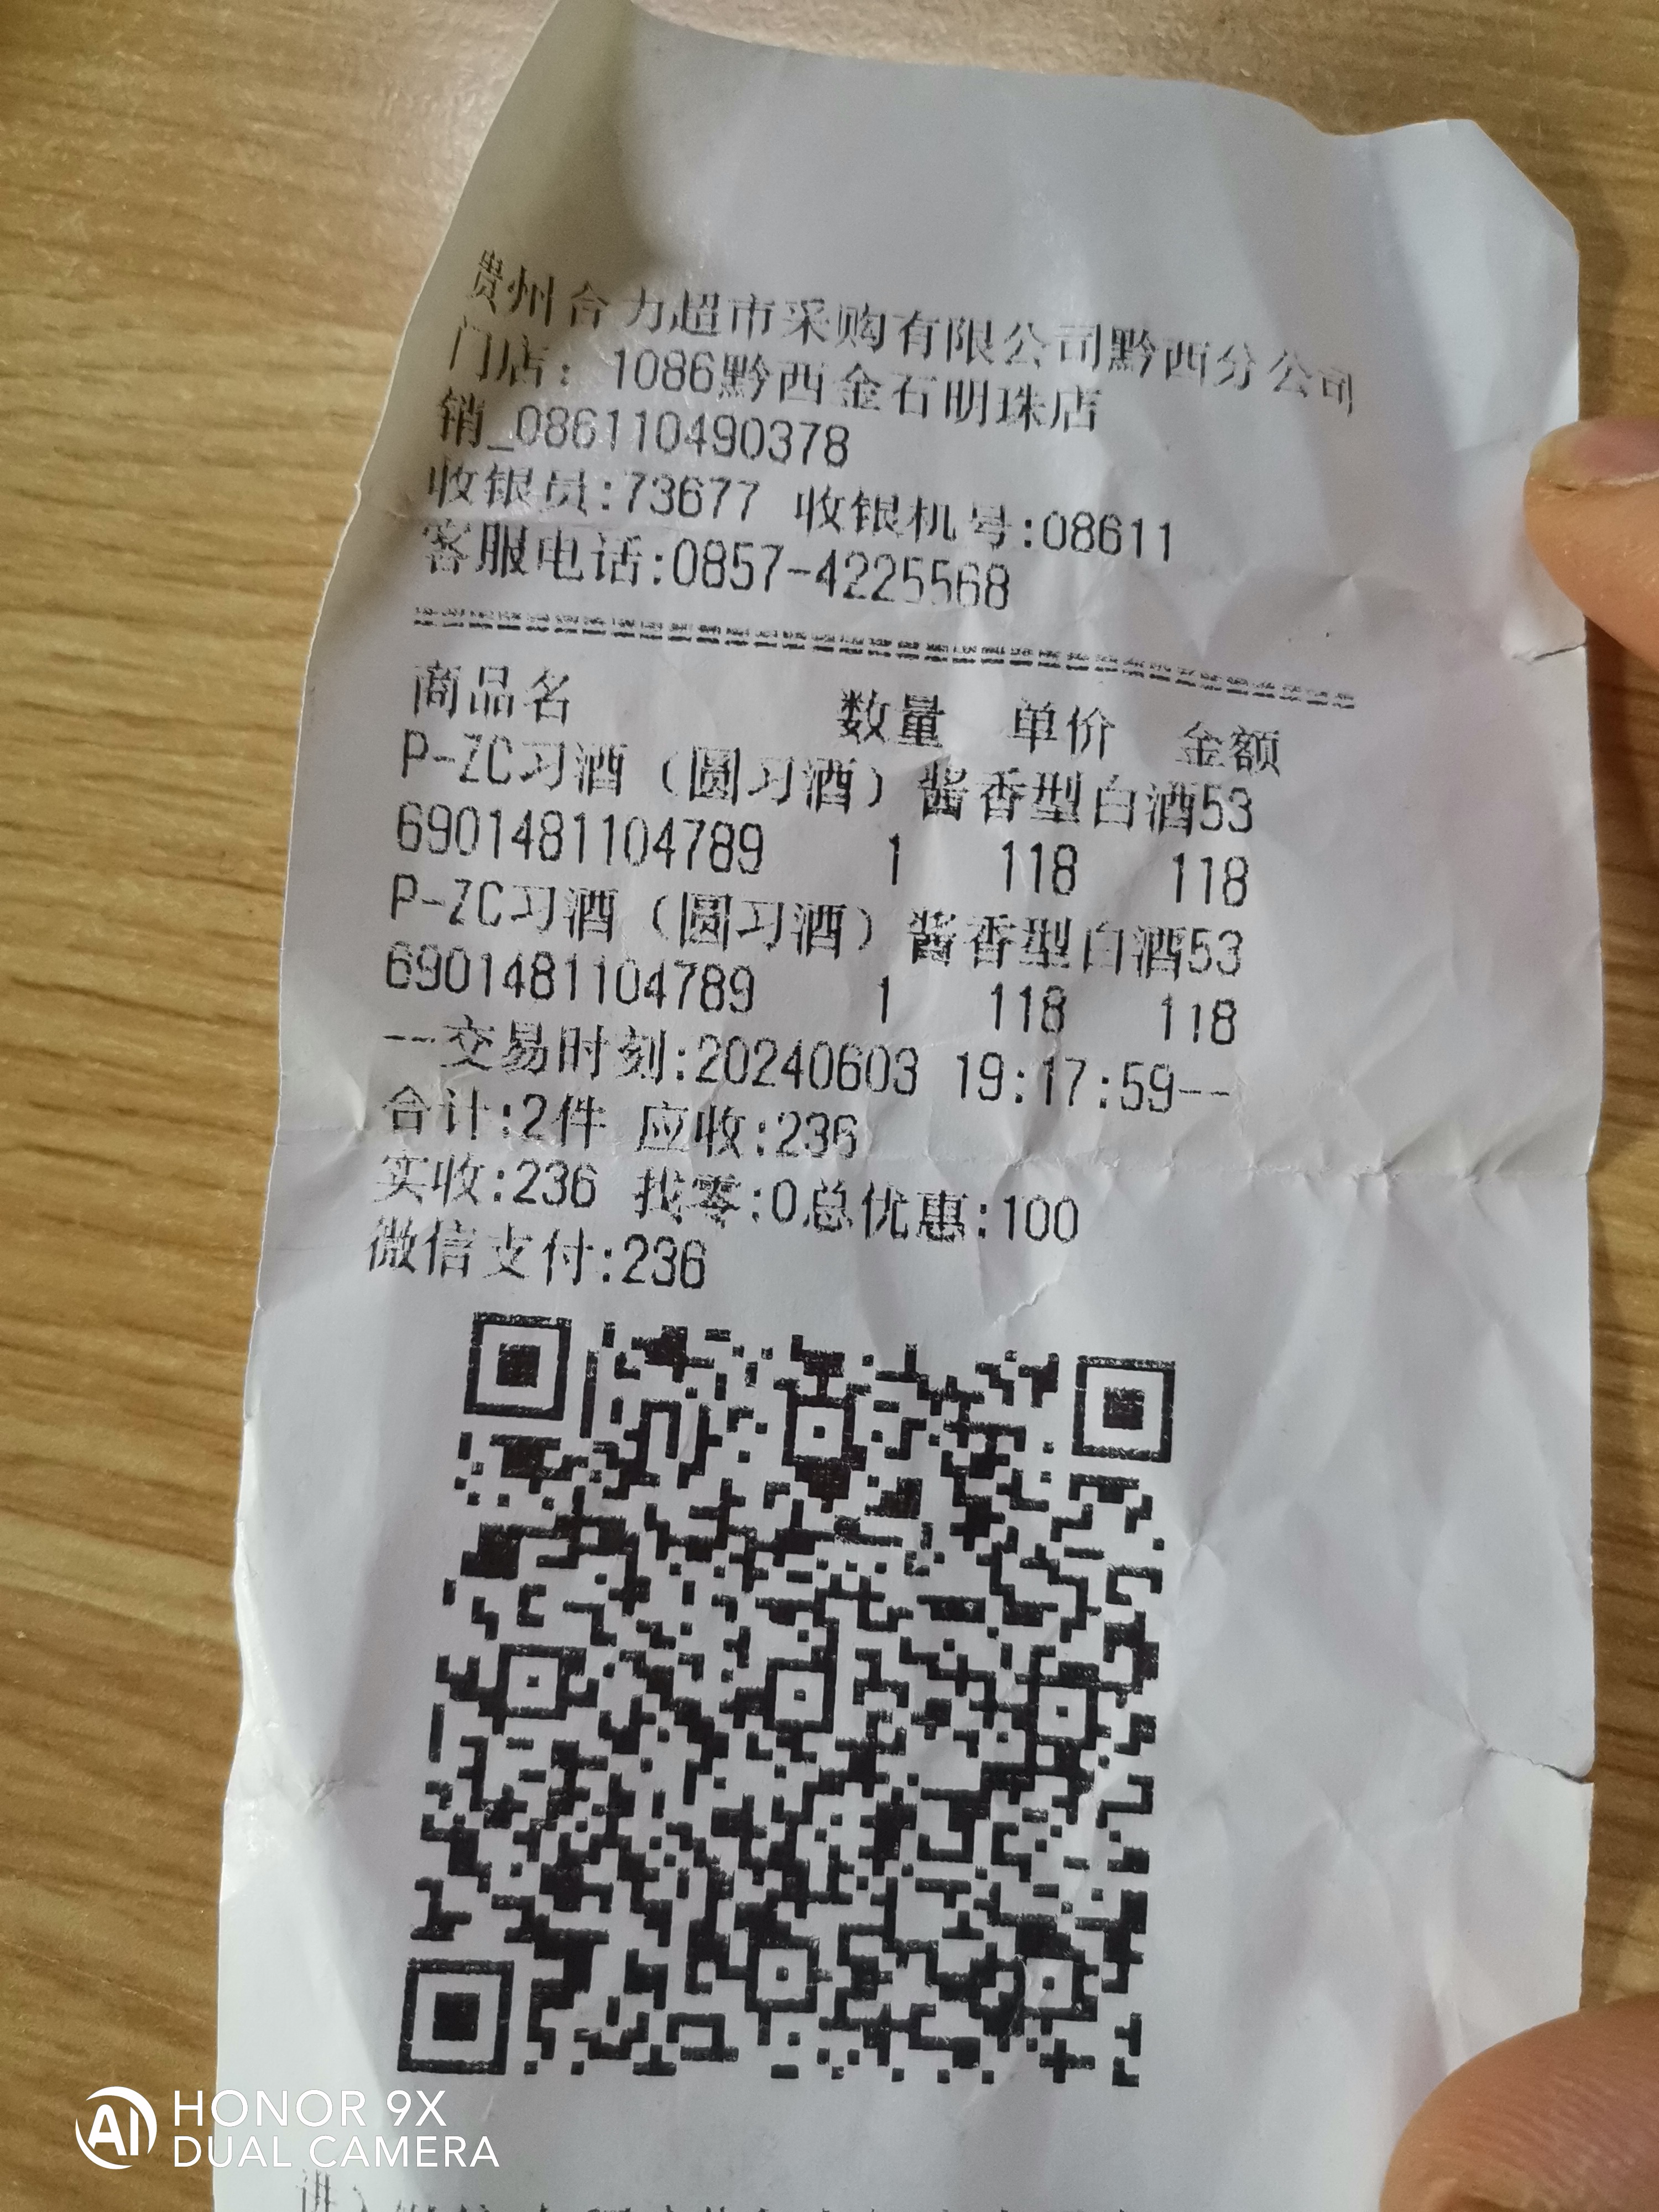 贵州合力超市采购有限公司黔西分公司
门店：1086黔西金石明珠店
销_086110490378
收银员:73677 收银机号:08611
客服电话:0857-4225568
商品名 数量 单价 金额
P-ZC习酒（圆习酒）酱香型白酒53
6901481104789 1 118 118
P-ZC习酒（圆习酒）酱香型白酒53
6901481104789 1 118 118
--交易时刻:20240603 19:17:59--
合计:2件 应收:236
实收:236 找零:0总优惠:100
微信支付:236
HONOR 9X
DUAL CAMERA